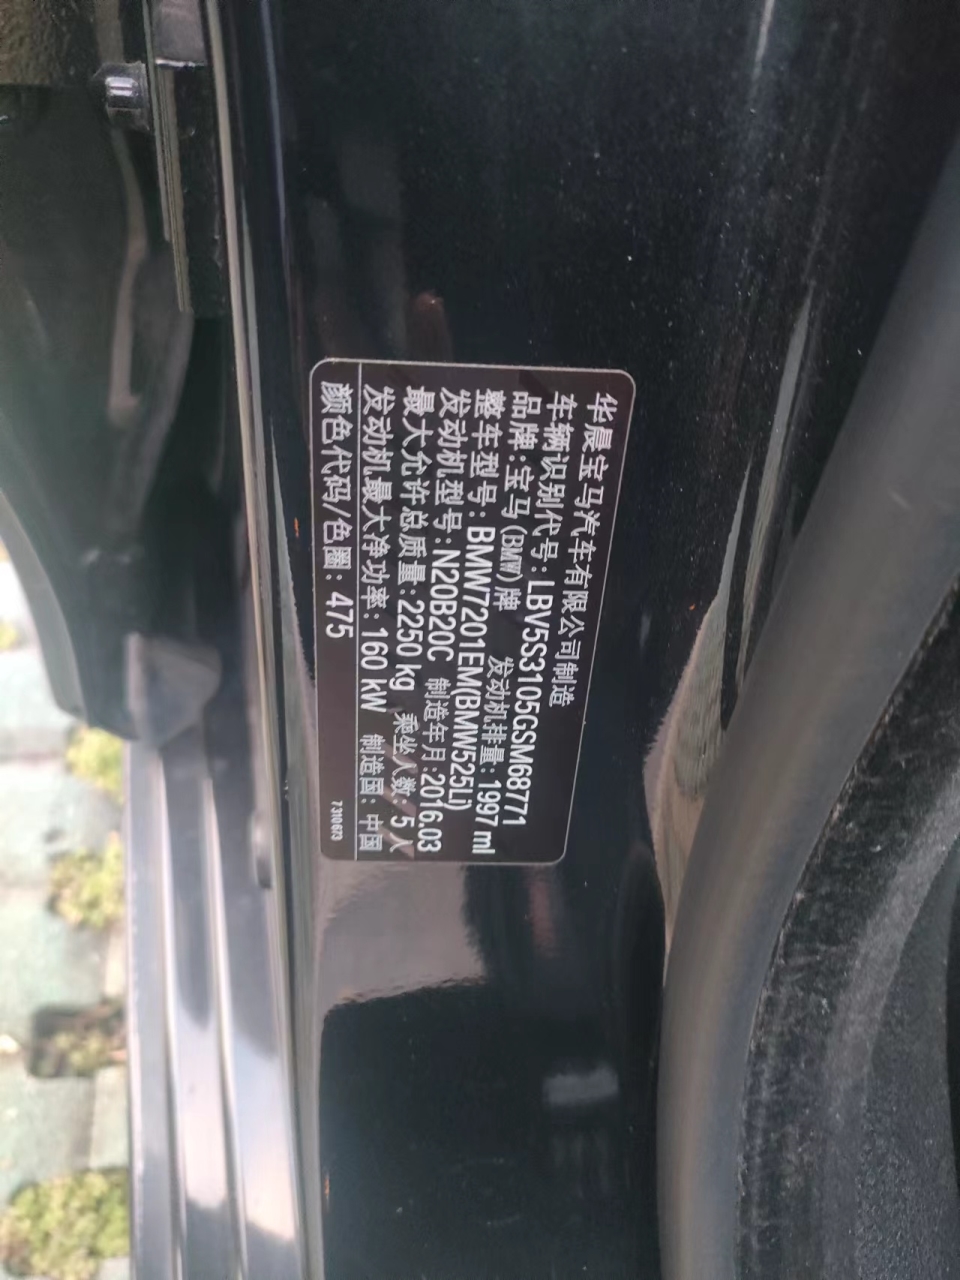 华晨宝马汽车有限公司制造
车辆识别代号:LBV5S3105GSM68771
品牌:宝马(BMW)牌 发动机排量:1997 ml
整车型号:BMW7201EM(BMW525Li)
发动机型号:N20B20C 制造年月:2016.03
最大允许总质量:2250 kg 乘坐人数:5人
发动机最大净功率:160 kW 制造国:中国
颜色代码/色圈:475 7 310 673